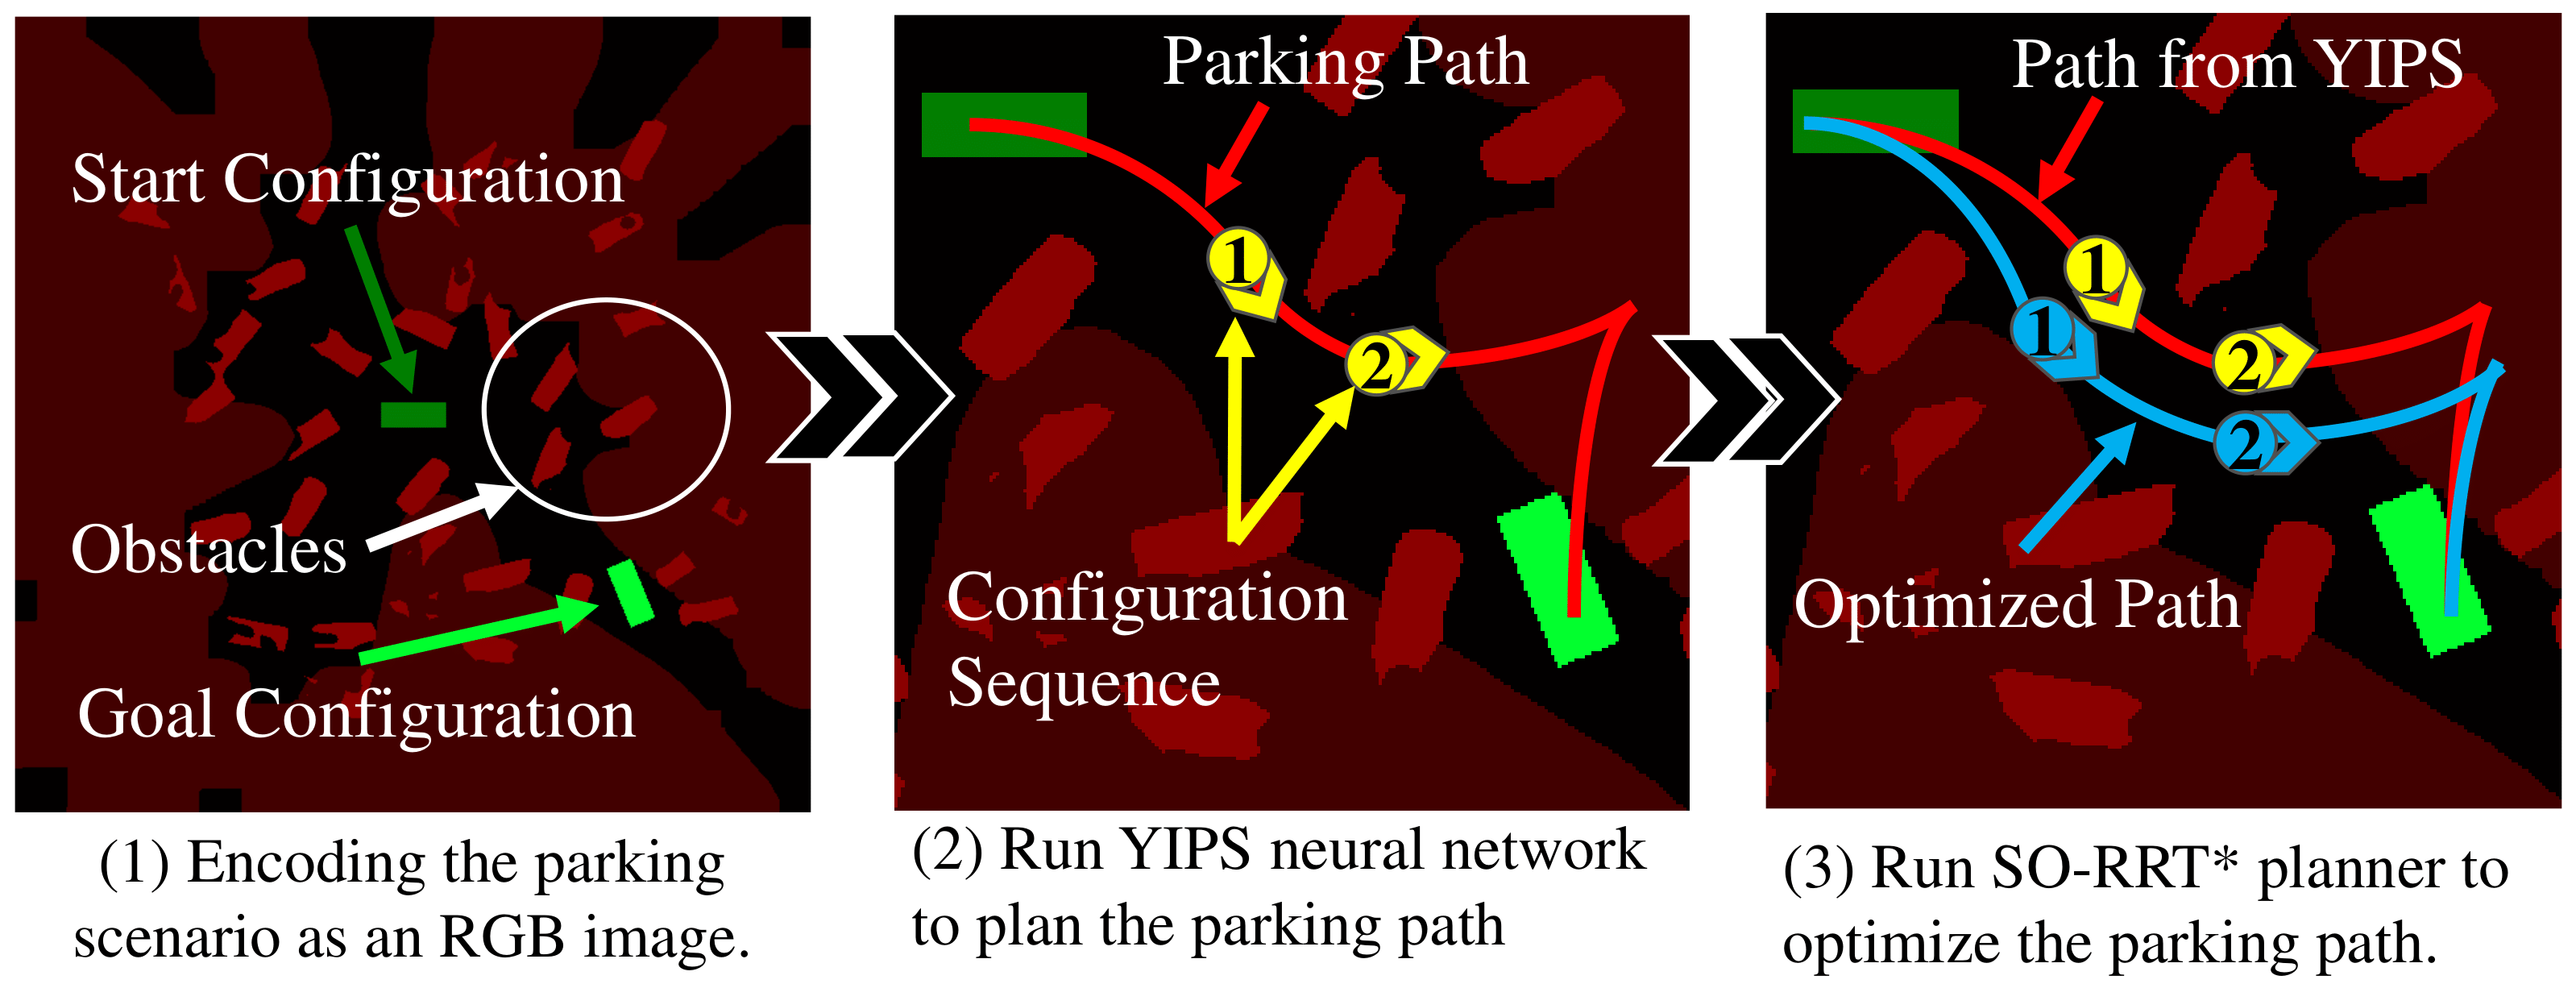 Start Configuration
Obstacles
Goal Configuration
(1) Encoding the parking
scenario as an RGB image.
Parking Path
1
2
Configuration
Sequence
(2) Run YIPS neural network
to plan the parking path
Path from YIPS
1
1
2
2
Optimized Path
(3) Run SO-RRT* planner to
optimize the parking path.